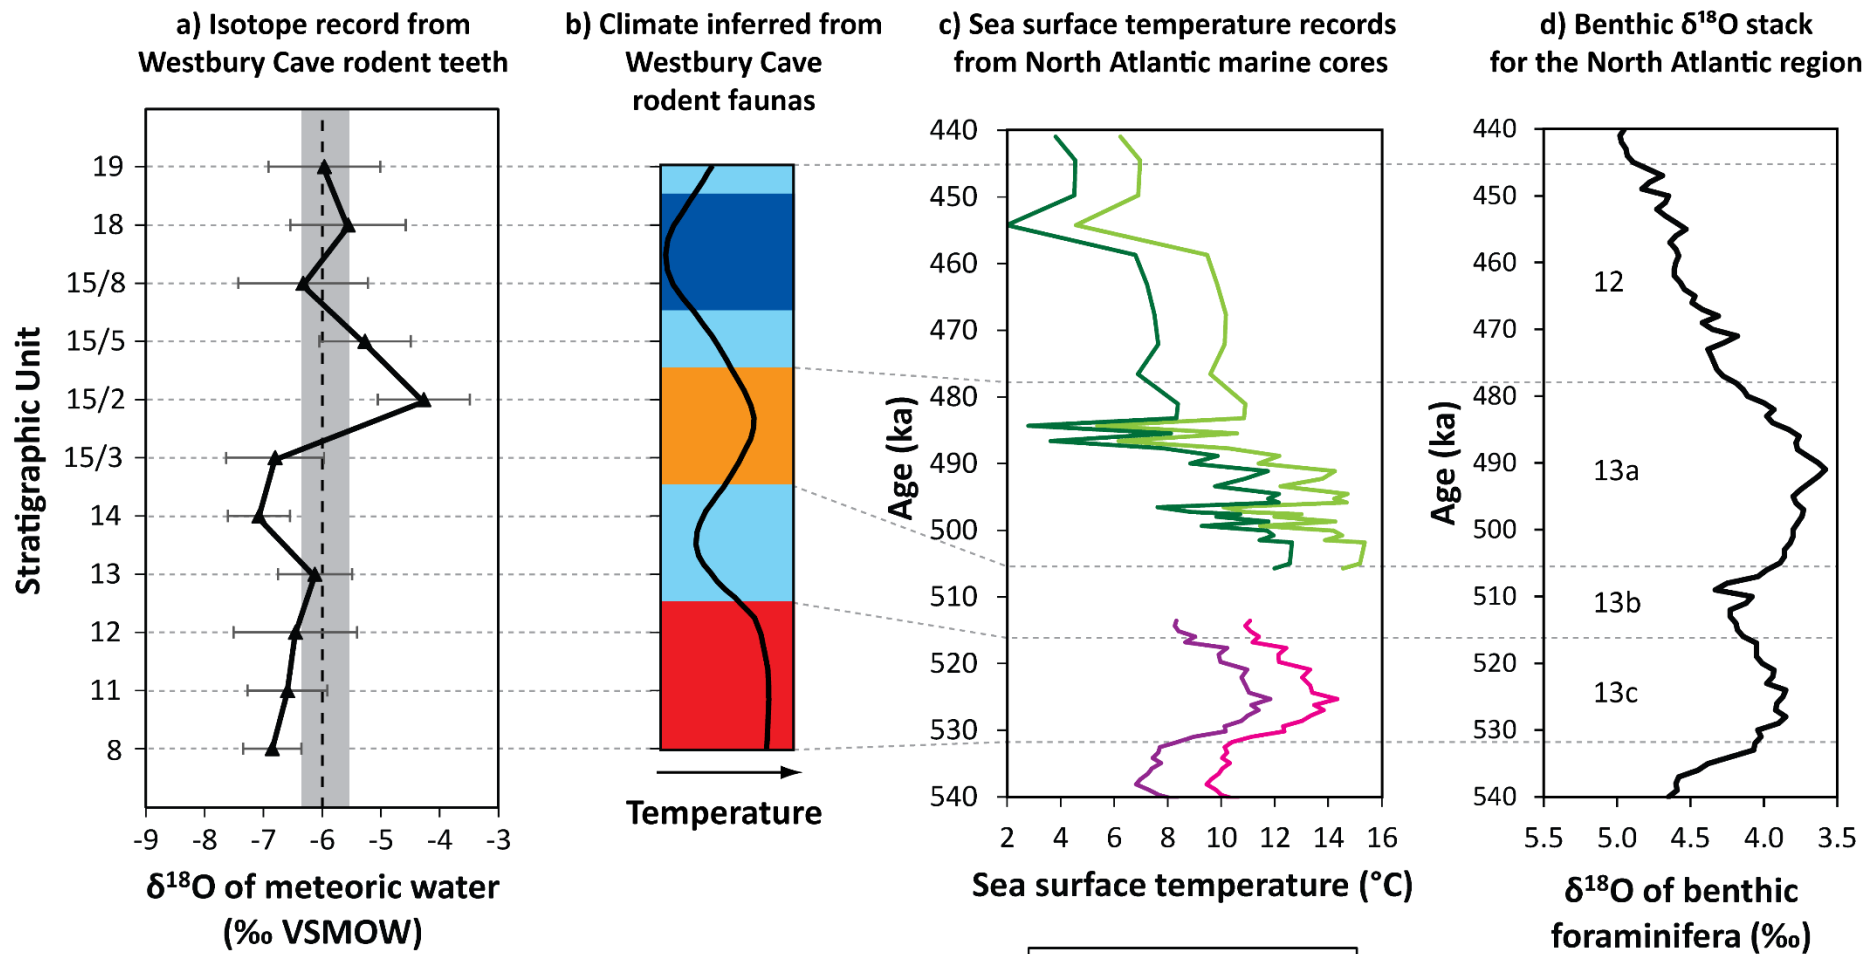 a) Isotope record from
Westbury Cave rodent teeth
b) Climate inferred from
Westbury Cave
rodent faunas
c) Sea surface temperature records
from North Atlantic marine cores
d) Benthic δ¹⁸O stack
for the North Atlantic region
Stratigraphic Unit
19
18
15/8
15/5
15/2
15/3
14
13
12
11
8
-9 -8 -7 -6 -5 -4 -3
δ¹⁸O of meteoric water
(‰ VSMOW)
Temperature
Age (ka)
440
450
460
470
480
490
500
510
520
530
540
2 4 6 8 10 12 14 16
Sea surface temperature (°C)
Age (ka)
440
450
460
470
480
490
500
510
520
530
540
12
13a
13b
13c
5.5 5.0 4.5 4.0 3.5
δ¹⁸O of benthic
foraminifera (‰)